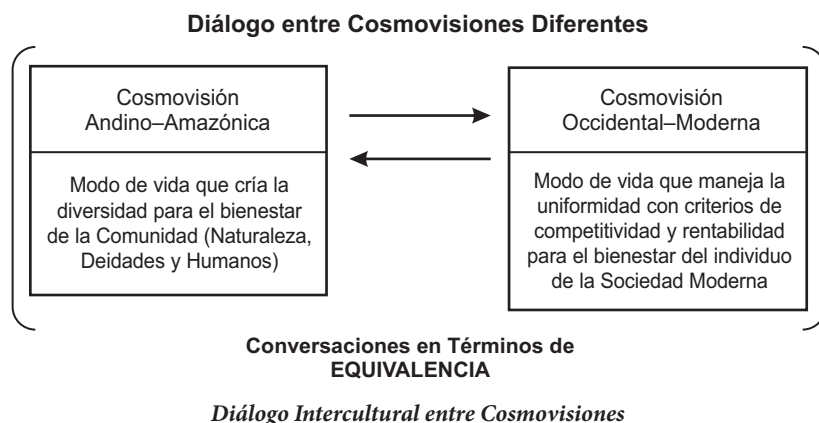 Diálogo entre Cosmovisiones Diferentes
Cosmovisión
Andino–Amazónica
Modo de vida que cría la
diversidad para el bienestar
de la Comunidad (Naturaleza,
Deidades y Humanos)
Cosmovisión
Occidental–Moderna
Modo de vida que maneja la
uniformidad con criterios de
competitividad y rentabilidad
para el bienestar del individuo
de la Sociedad Moderna
Conversaciones en Términos de
EQUIVALENCIA
Diálogo Intercultural entre Cosmovisiones